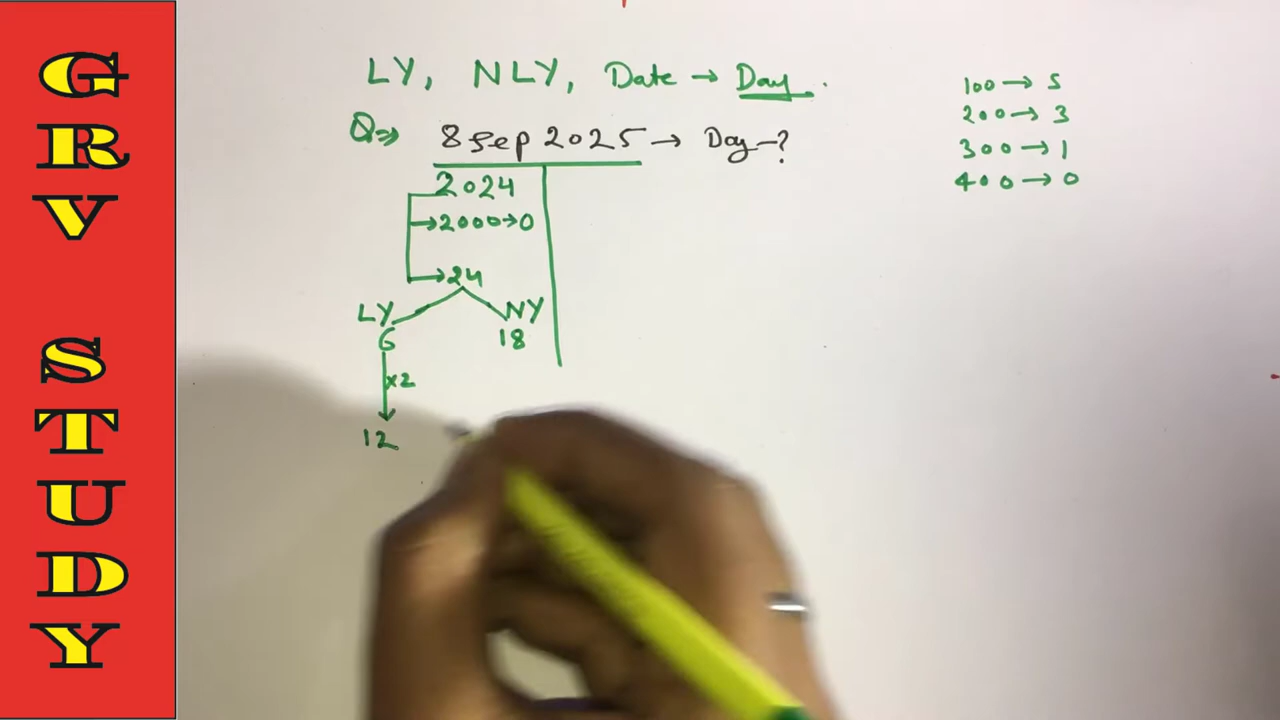 GRV STUDY
LY, NLY, Date → Day.
Q⇒ 8 Sep 2025 → Day-?
2024
→2000→0
→24
LY NY
6 18
×2
12
100 → 5
200 → 3
300 → 1
400 → 0